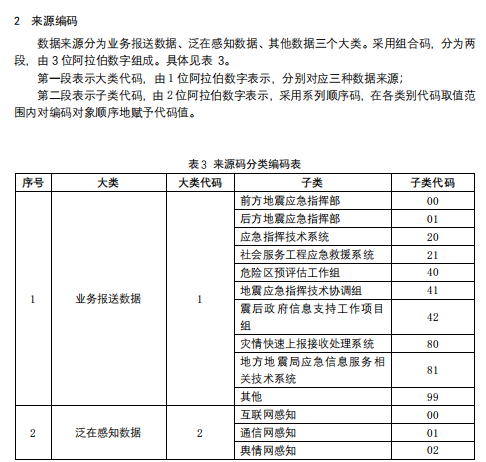 2 来源编码
数据来源分为业务报送数据、泛在感知数据、其他数据三个大类。采用组合码，分为两
段，由 3 位阿拉伯数字组成。具体见表 3。
第一段表示大类代码，由 1 位阿拉伯数字表示，分别对应三种数据来源；
第二段表示子类代码，由 2 位阿拉伯数字表示，采用系列顺序码，在各类别代码取值范
围内对编码对象顺序地赋予代码值。
表 3 来源码分类编码表
序号 大类 大类代码 子类 子类代码
前方地震应急指挥部 00
后方地震应急指挥部 01
应急指挥技术系统 20
社会服务工程应急救援系统 21
危险区预评估工作组 40
1 业务报送数据 1 地震应急指挥技术协调组 41
震后政府信息支持工作项目
组 42
灾情快速上报接收处理系统 80
地方地震局应急信息服务相
关技术系统 81
其他 99
互联网感知 00
2 泛在感知数据 2 通信网感知 01
舆情网感知 02